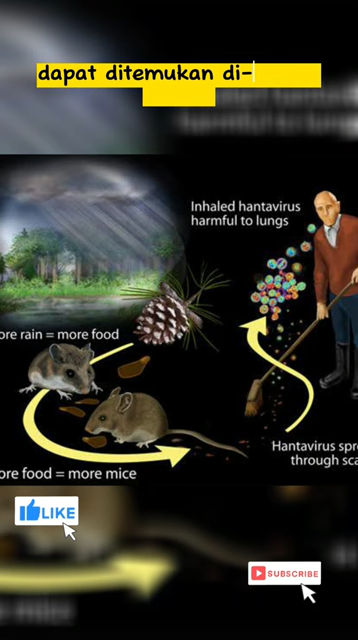 dapat ditemukan di-
Inhaled hantavirus
harmful to lungs
ore rain = more food
ore food = more mice
Hantavirus spr
through sca
LIKE
SUBSCRIBE